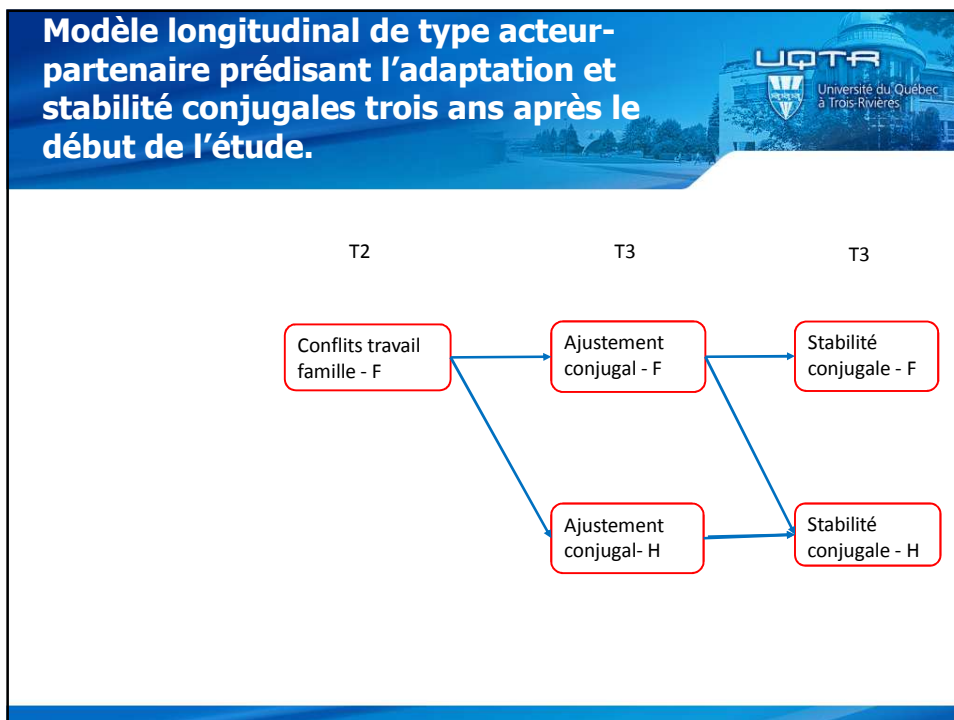 Modèle longitudinal de type acteur-
partenaire prédisant l'adaptation et
stabilité conjugales trois ans après le
début de l'étude.
UQTR
Université du Québec
à Trois-Rivières
T2
T3
T3
Conflits travail
famille - F
Ajustement
conjugal - F
Stabilité
conjugale - F
Ajustement
conjugal- H
Stabilité
conjugale - H